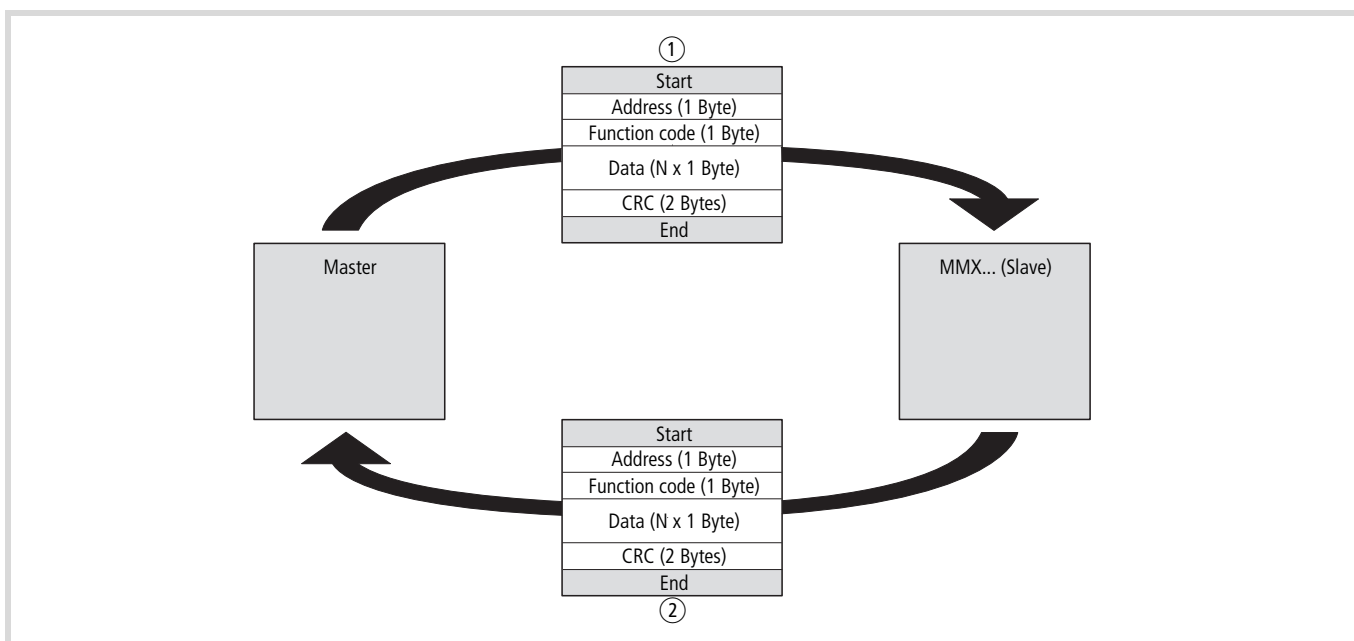 ①
Start
Address (1 Byte)
Function code (1 Byte)
Data (N x 1 Byte)
CRC (2 Bytes)
End
Master
MMX... (Slave)
Start
Address (1 Byte)
Function code (1 Byte)
Data (N x 1 Byte)
CRC (2 Bytes)
End
②